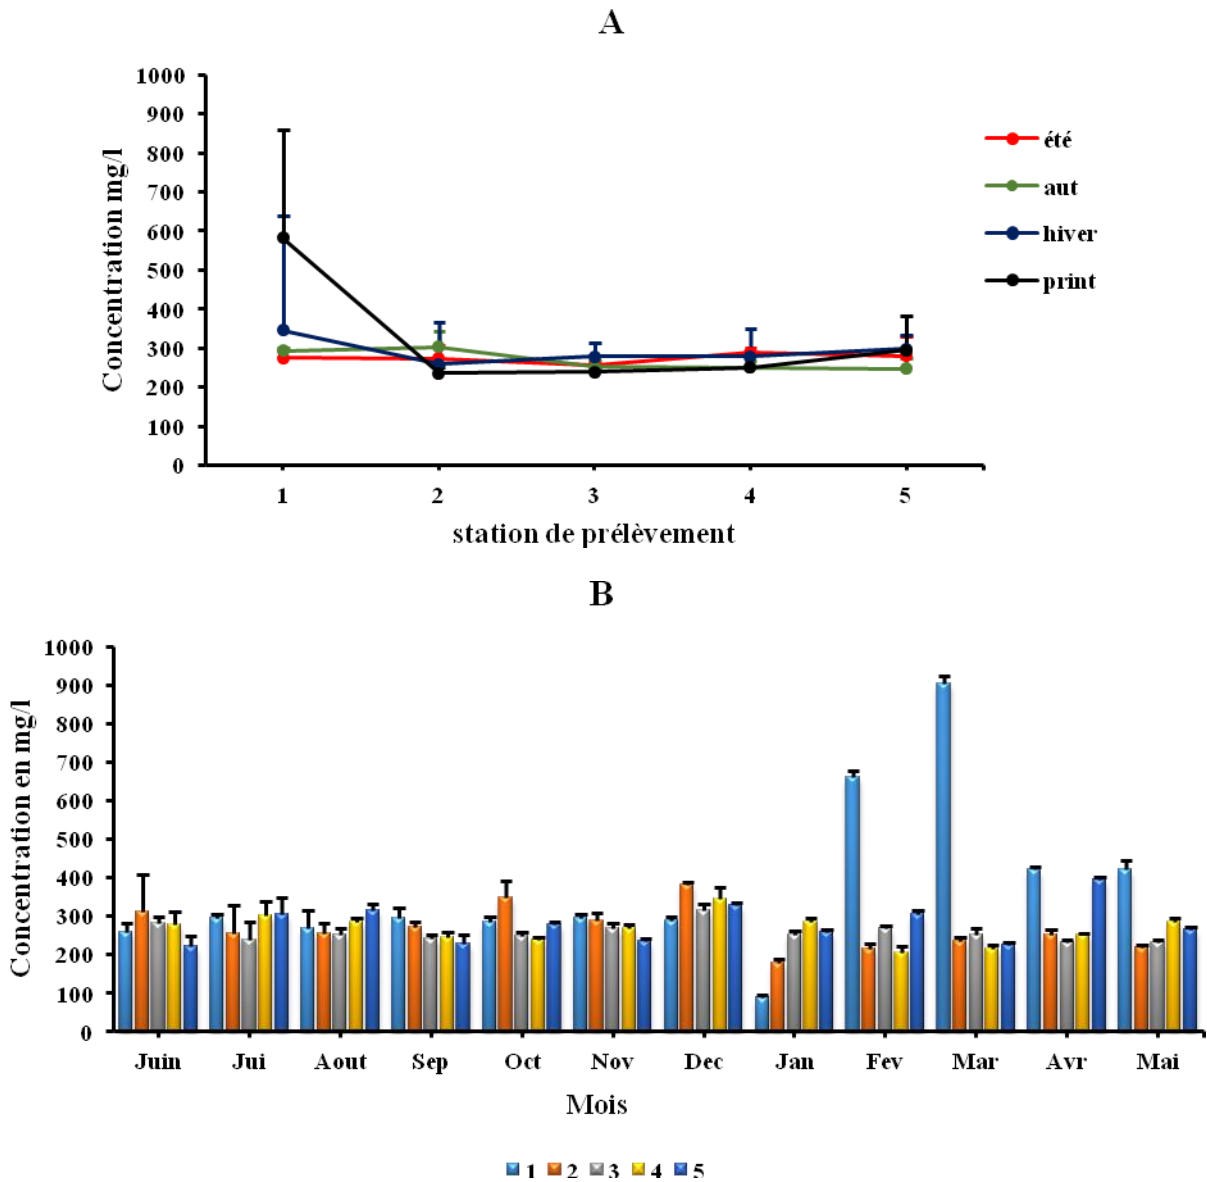 A
1000
900
800
700
600
500
400
300
200
100
0
Concentration mg/l
1 2 3 4 5
station de prélèvement
été
aut
hiver
print
B
1000
900
800
700
600
500
400
300
200
100
0
Concentration en mg/l
Juin Jui Aout Sep Oct Nov Dec Jan Fev Mar Avr Mai
Mois
1 2 3 4 5